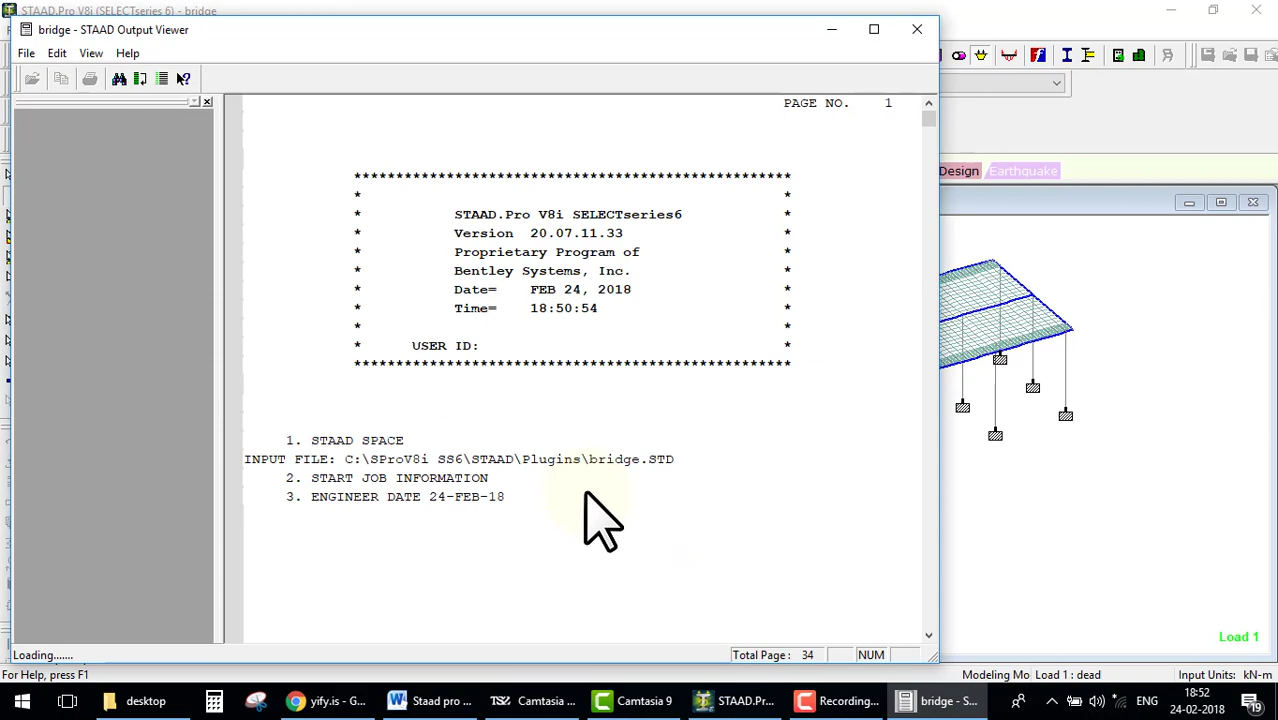 STAAD.Pro V8i (SELECTseries 6) - bridge
bridge - STAAD Output Viewer
File Edit View Help
PAGE NO. 1
***************************************************
* *
* STAAD.Pro V8i SELECTseries6 *
* Version 20.07.11.33 *
* Proprietary Program of *
* Bentley Systems, Inc. *
* Date= FEB 24, 2018 *
* Time= 18:50:54 *
* *
* USER ID: *
***************************************************
1. STAAD SPACE
INPUT FILE: C:\SProV8i SS6\STAAD\Plugins\bridge.STD
2. START JOB INFORMATION
3. ENGINEER DATE 24-FEB-18
Design Earthquake
Load 1
Loading.......
Total Page: 34 NUM
For Help, press F1
Modeling Mo Load 1 : dead Input Units: kN-m
desktop
yify.is - G...
Staad pro ...
Camtasia ...
Camtasia 9
STAAD.Pr...
Recording...
bridge - S...
ENG
18:52
24-02-2018
19